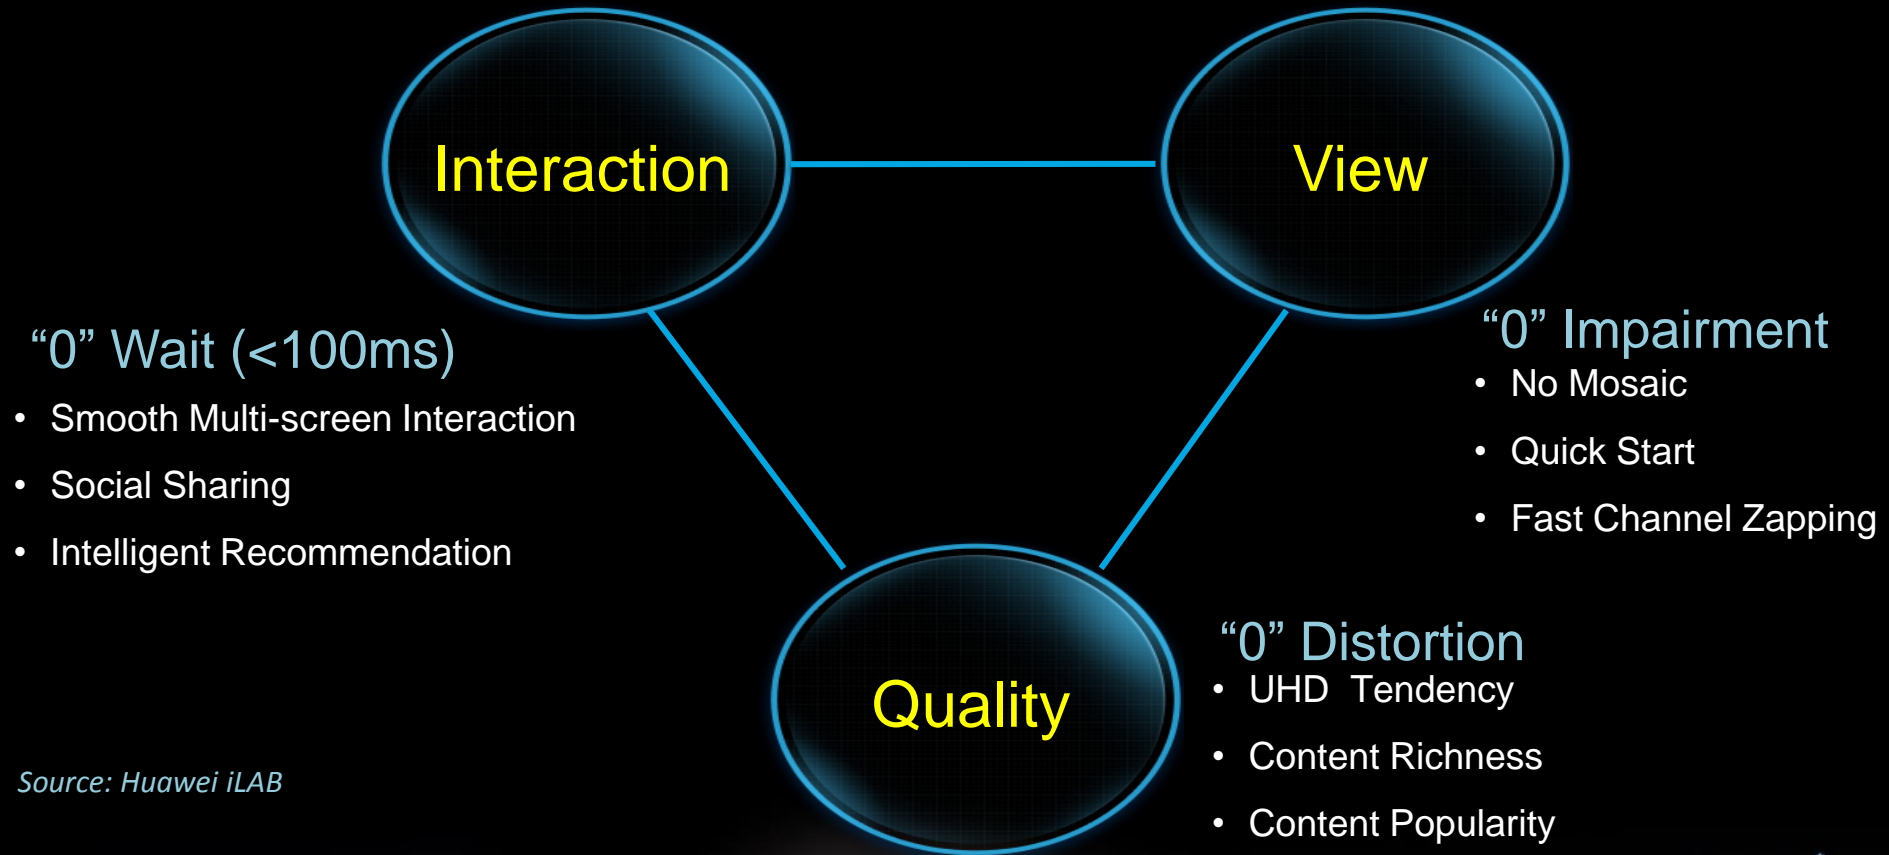 Interaction
View
“0” Wait (<100ms)
• Smooth Multi-screen Interaction
• Social Sharing
• Intelligent Recommendation
“0” Impairment
• No Mosaic
• Quick Start
• Fast Channel Zapping
Quality
“0” Distortion
• UHD Tendency
• Content Richness
• Content Popularity
Source: Huawei iLAB